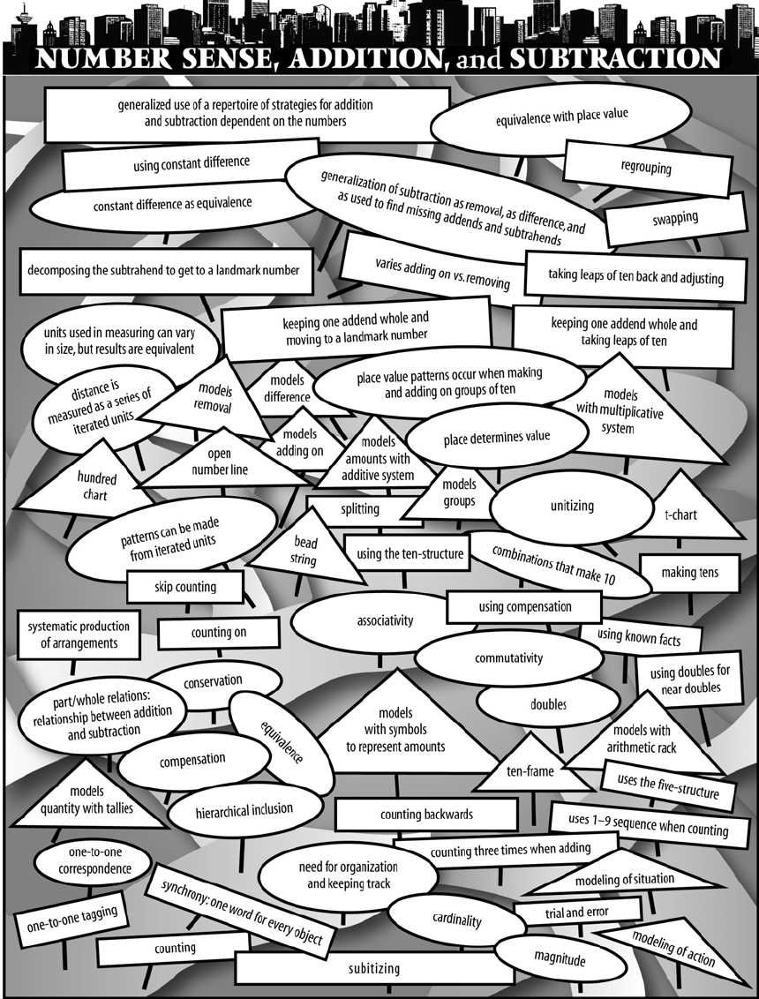 NUMBER SENSE, ADDITION, and SUBTRACTION
generalized use of a repertoire of strategies for addition
and subtraction dependent on the numbers
equivalence with place value
using constant difference
regrouping
constant difference as equivalence
generalization of subtraction as removal, as difference, and
as used to find missing addends and subtrahends
swapping
decomposing the subtrahend to get to a landmark number
varies adding on vs. removing
taking leaps of ten back and adjusting
units used in measuring can vary
in size, but results are equivalent
keeping one addend whole and
moving to a landmark number
keeping one addend whole and
taking leaps of ten
distance is
measured as a series of
iterated units
models
removal
models
difference
place value patterns occur when making
and adding on groups of ten
models
with multiplicative
system
hundred
chart
open
number line
models
adding on
models
amounts with
additive system
place determines value
models
groups
unitizing
t-chart
patterns can be made
from iterated units
splitting
bead
string
using the ten-structure
combinations that make 10
making tens
skip counting
systematic production
of arrangements
counting on
associativity
using compensation
using known facts
commutativity
using doubles for
near doubles
conservation
part/whole relations:
relationship between addition
and subtraction
equivalence
models
with symbols
to represent amounts
doubles
models with
arithmetic rack
compensation
ten-frame
uses the five-structure
models
quantity with tallies
hierarchical inclusion
counting backwards
uses 1–9 sequence when counting
one-to-one
correspondence
need for organization
and keeping track
counting three times when adding
modeling of situation
synchrony: one word for every object
one-to-one tagging
cardinality
trial and error
counting
modeling of action
subitizing
magnitude